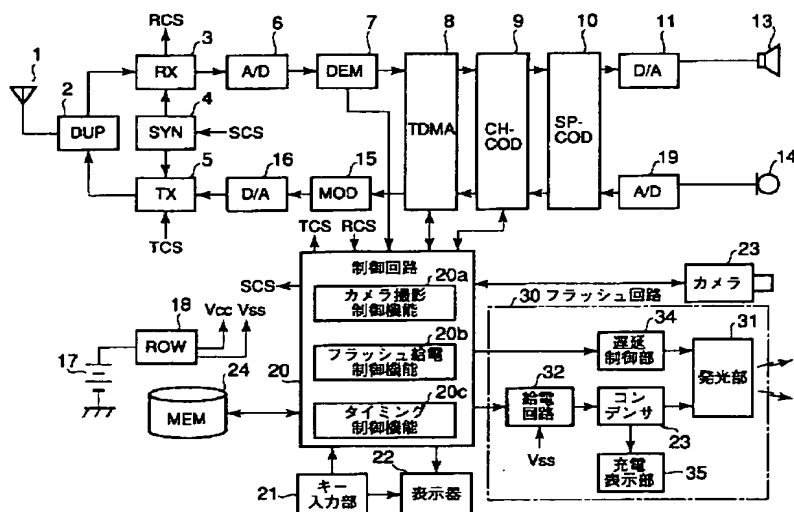 RCS
1
2
DUP
3
RX
4
SYN
SCS
5
TX
TCS
6
A/D
7
DEM
8
TDMA
9
CH-
COD
10
SP-
COD
11
D/A
13
16
D/A
15
MOD
19
A/D
14
TCS
RCS
制御回路
20a
カメラ撮影
制御機能
20b
フラッシュ給電
制御機能
20c
タイミング
制御機能
20
SCS
18
Vcc
Vss
ROW
17
24
MEM
21
キー
入力部
22
表示器
23
カメラ
30 フラッシュ回路
34
遅延
制御部
31
発光部
32
給電
回路
Vss
コン
デンサ
23
充電
表示部
35